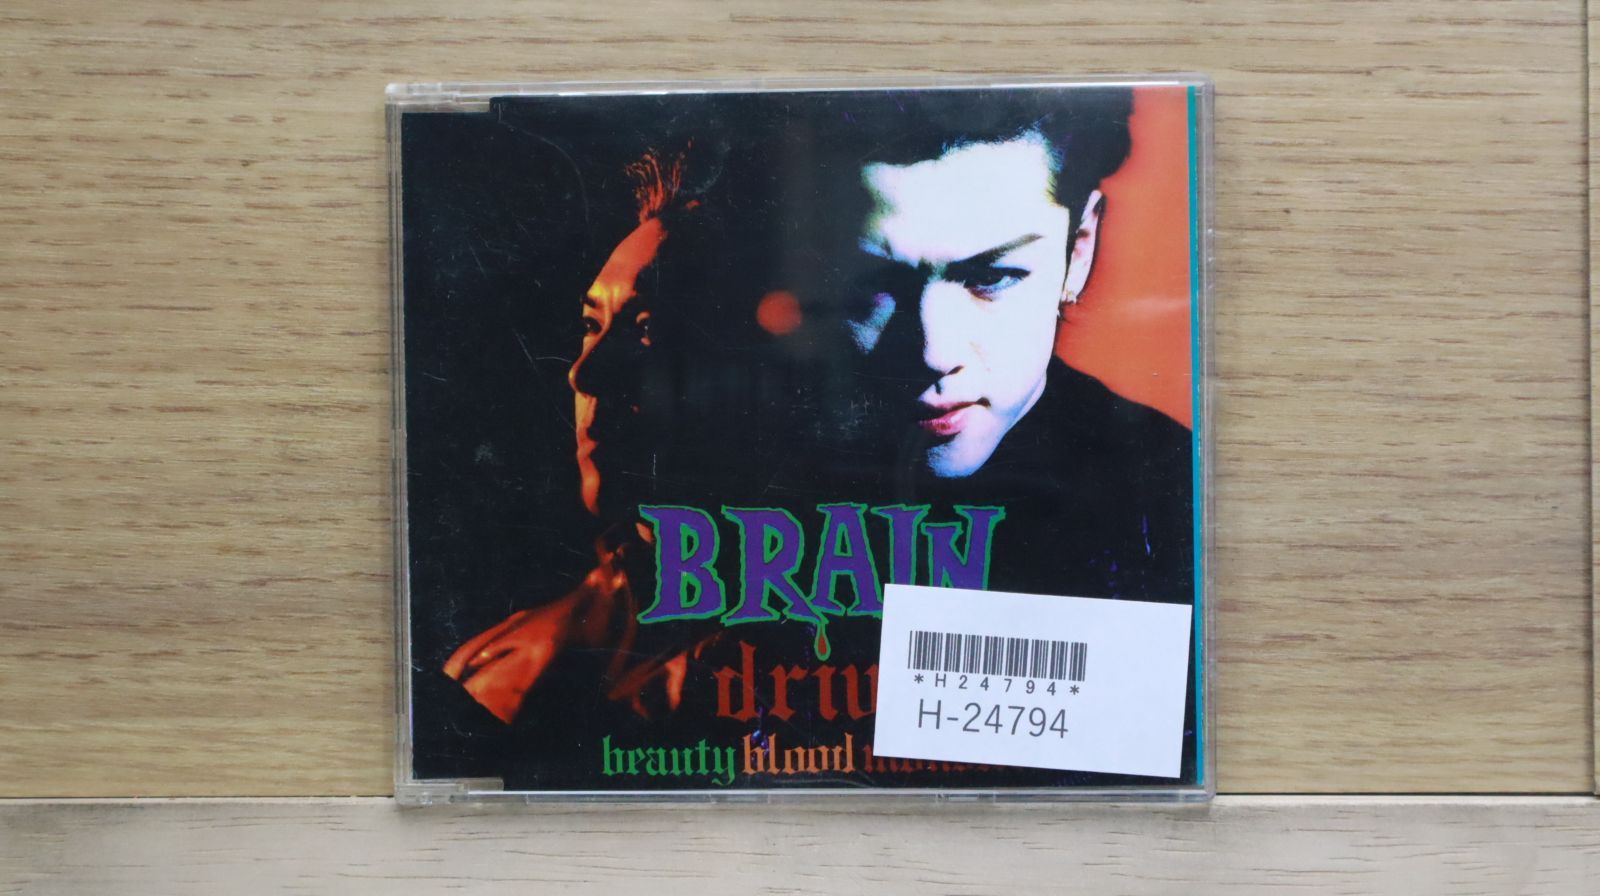 BRAIN
beauty blood
*H24794*
H-24794